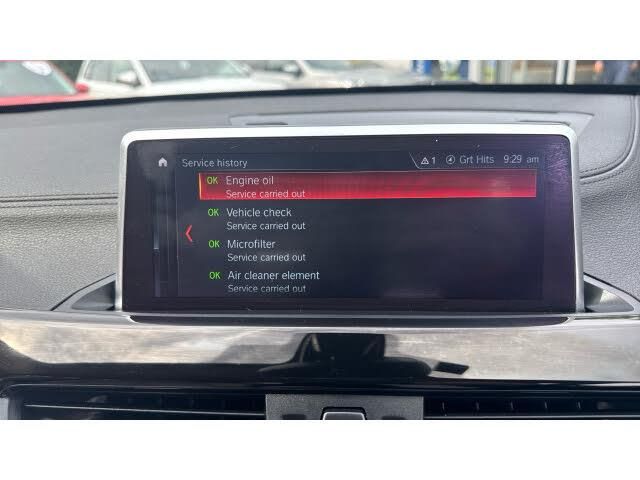 Service history
1 Grt Hits 9:29 am
OK Engine oil
Service carried out
OK Vehicle check
Service carried out
OK Microfilter
Service carried out
OK Air cleaner element
Service carried out